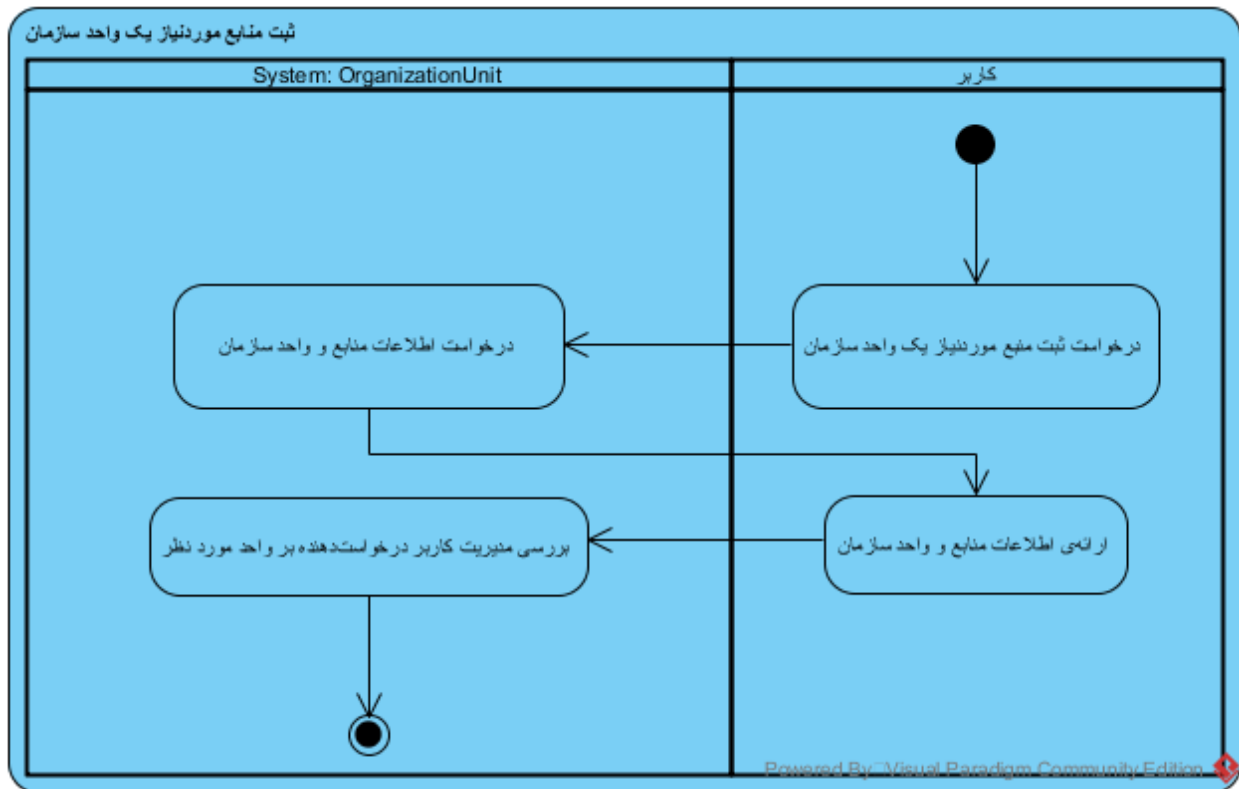 ثبت منابع موردنیاز یک واحد سازمان
System: OrganizationUnit
کاربر
درخواست ثبت منبع موردنیاز یک واحد سازمان
درخواست اطلاعات منابع و واحد سازمان
ارائه‌ی اطلاعات منابع و واحد سازمان
بررسی مدیریت کاربر درخواست‌دهنده بر واحد مورد نظر
Powered By Visual Paradigm Community Edition